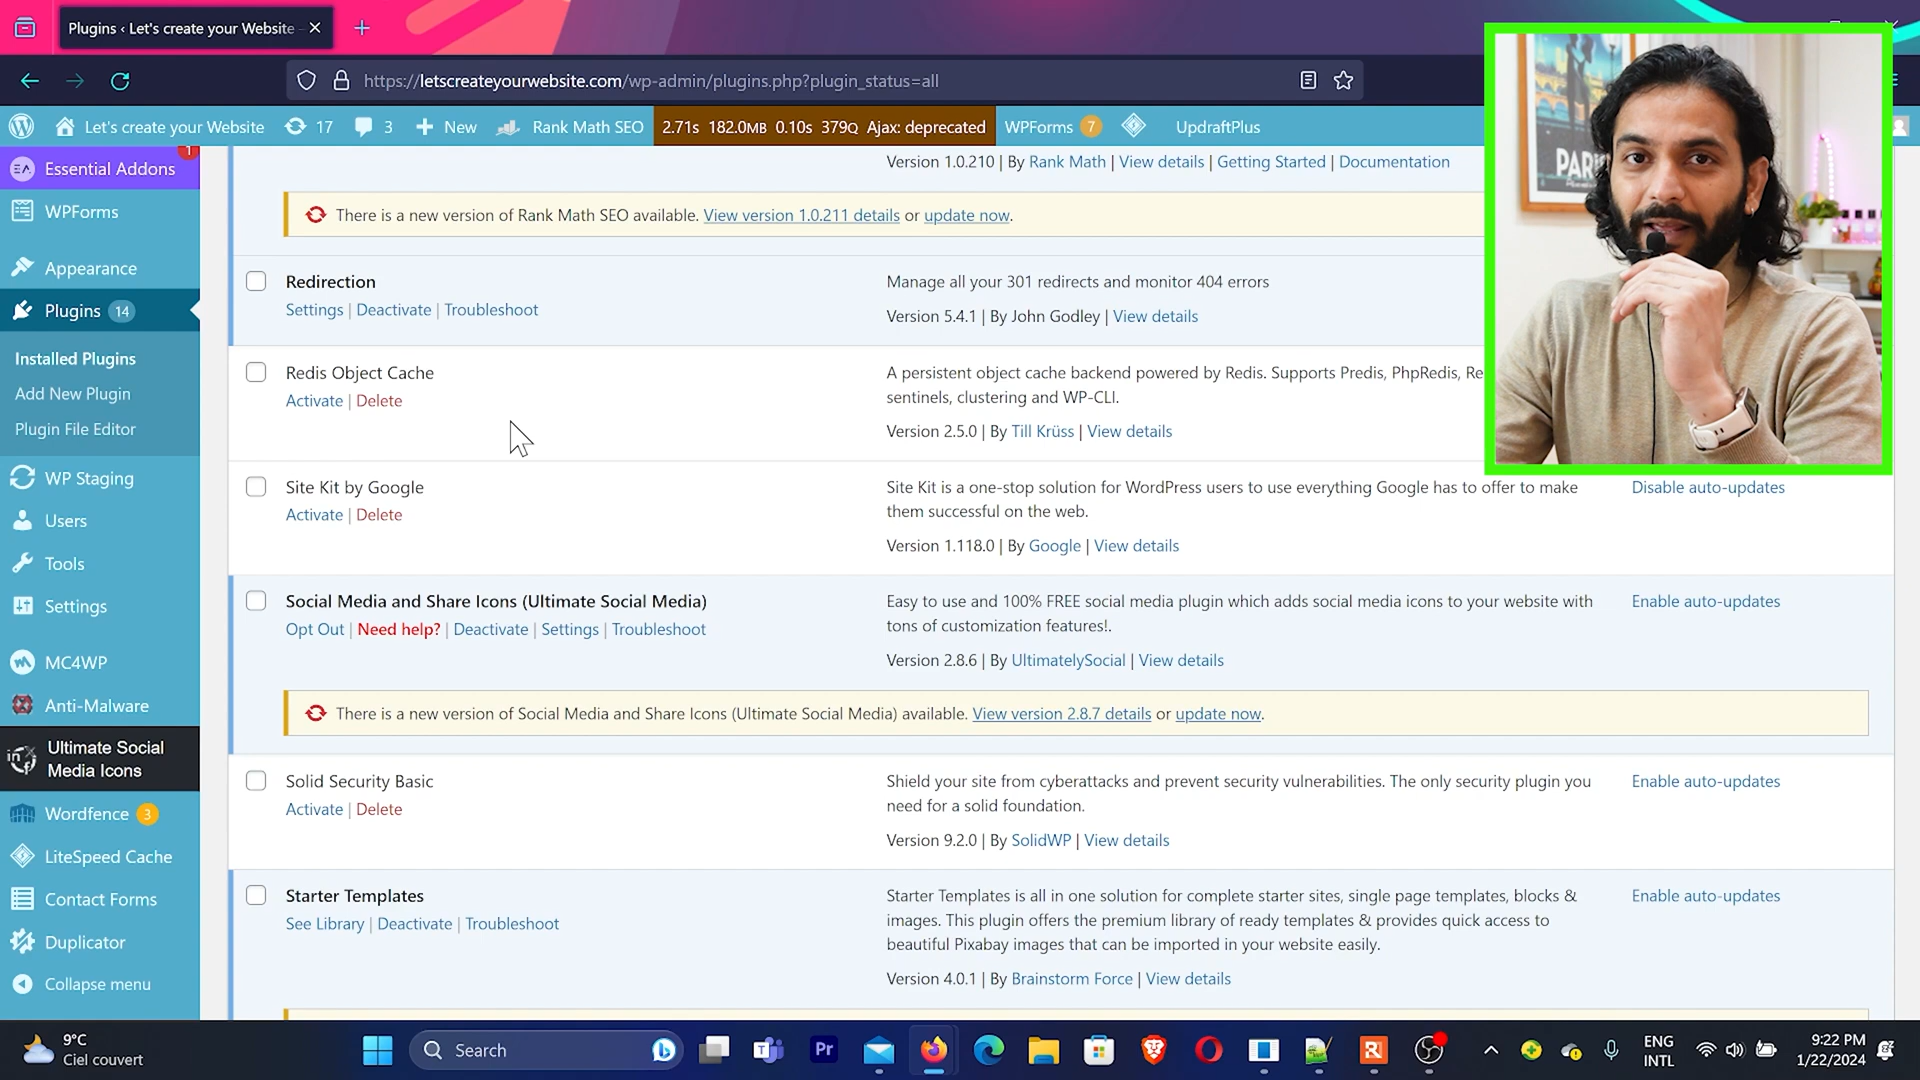 Plugins ‹ Let's create your Website
https://letscreateyourwebsite.com/wp-admin/plugins.php?plugin_status=all
Let's create your Website 17 3 New Rank Math SEO 2.71s 182.0MB 0.10s 379Q Ajax: deprecated WPForms 7 UpdraftPlus
Essential Addons 1
WPForms
Appearance
Plugins 14
Installed Plugins
Add New Plugin
Plugin File Editor
WP Staging
Users
Tools
Settings
MC4WP
Anti-Malware
Ultimate Social
Media Icons
Wordfence 3
LiteSpeed Cache
Contact Forms
Duplicator
Collapse menu
Version 1.0.210 | By Rank Math | View details | Getting Started | Documentation
There is a new version of Rank Math SEO available. View version 1.0.211 details or update now.
Redirection
Settings | Deactivate | Troubleshoot
Manage all your 301 redirects and monitor 404 errors
Version 5.4.1 | By John Godley | View details
Redis Object Cache
Activate | Delete
A persistent object cache backend powered by Redis. Supports Predis, PhpRedis, Re
sentinels, clustering and WP-CLI.
Version 2.5.0 | By Till Krüss | View details
Site Kit by Google
Activate | Delete
Site Kit is a one-stop solution for WordPress users to use everything Google has to offer to make
them successful on the web.
Version 1.118.0 | By Google | View details
Disable auto-updates
Social Media and Share Icons (Ultimate Social Media)
Opt Out | Need help? | Deactivate | Settings | Troubleshoot
Easy to use and 100% FREE social media plugin which adds social media icons to your website with
tons of customization features!.
Version 2.8.6 | By UltimatelySocial | View details
Enable auto-updates
There is a new version of Social Media and Share Icons (Ultimate Social Media) available. View version 2.8.7 details or update now.
Solid Security Basic
Activate | Delete
Shield your site from cyberattacks and prevent security vulnerabilities. The only security plugin you
need for a solid foundation.
Version 9.2.0 | By SolidWP | View details
Enable auto-updates
Starter Templates
See Library | Deactivate | Troubleshoot
Starter Templates is all in one solution for complete starter sites, single page templates, blocks &
images. This plugin offers the premium library of ready templates & provides quick access to
beautiful Pixabay images that can be imported in your website easily.
Version 4.0.1 | By Brainstorm Force | View details
Enable auto-updates
9°C
Ciel couvert
Search
Pr
ENG
INTL
9:22 PM
1/22/2024